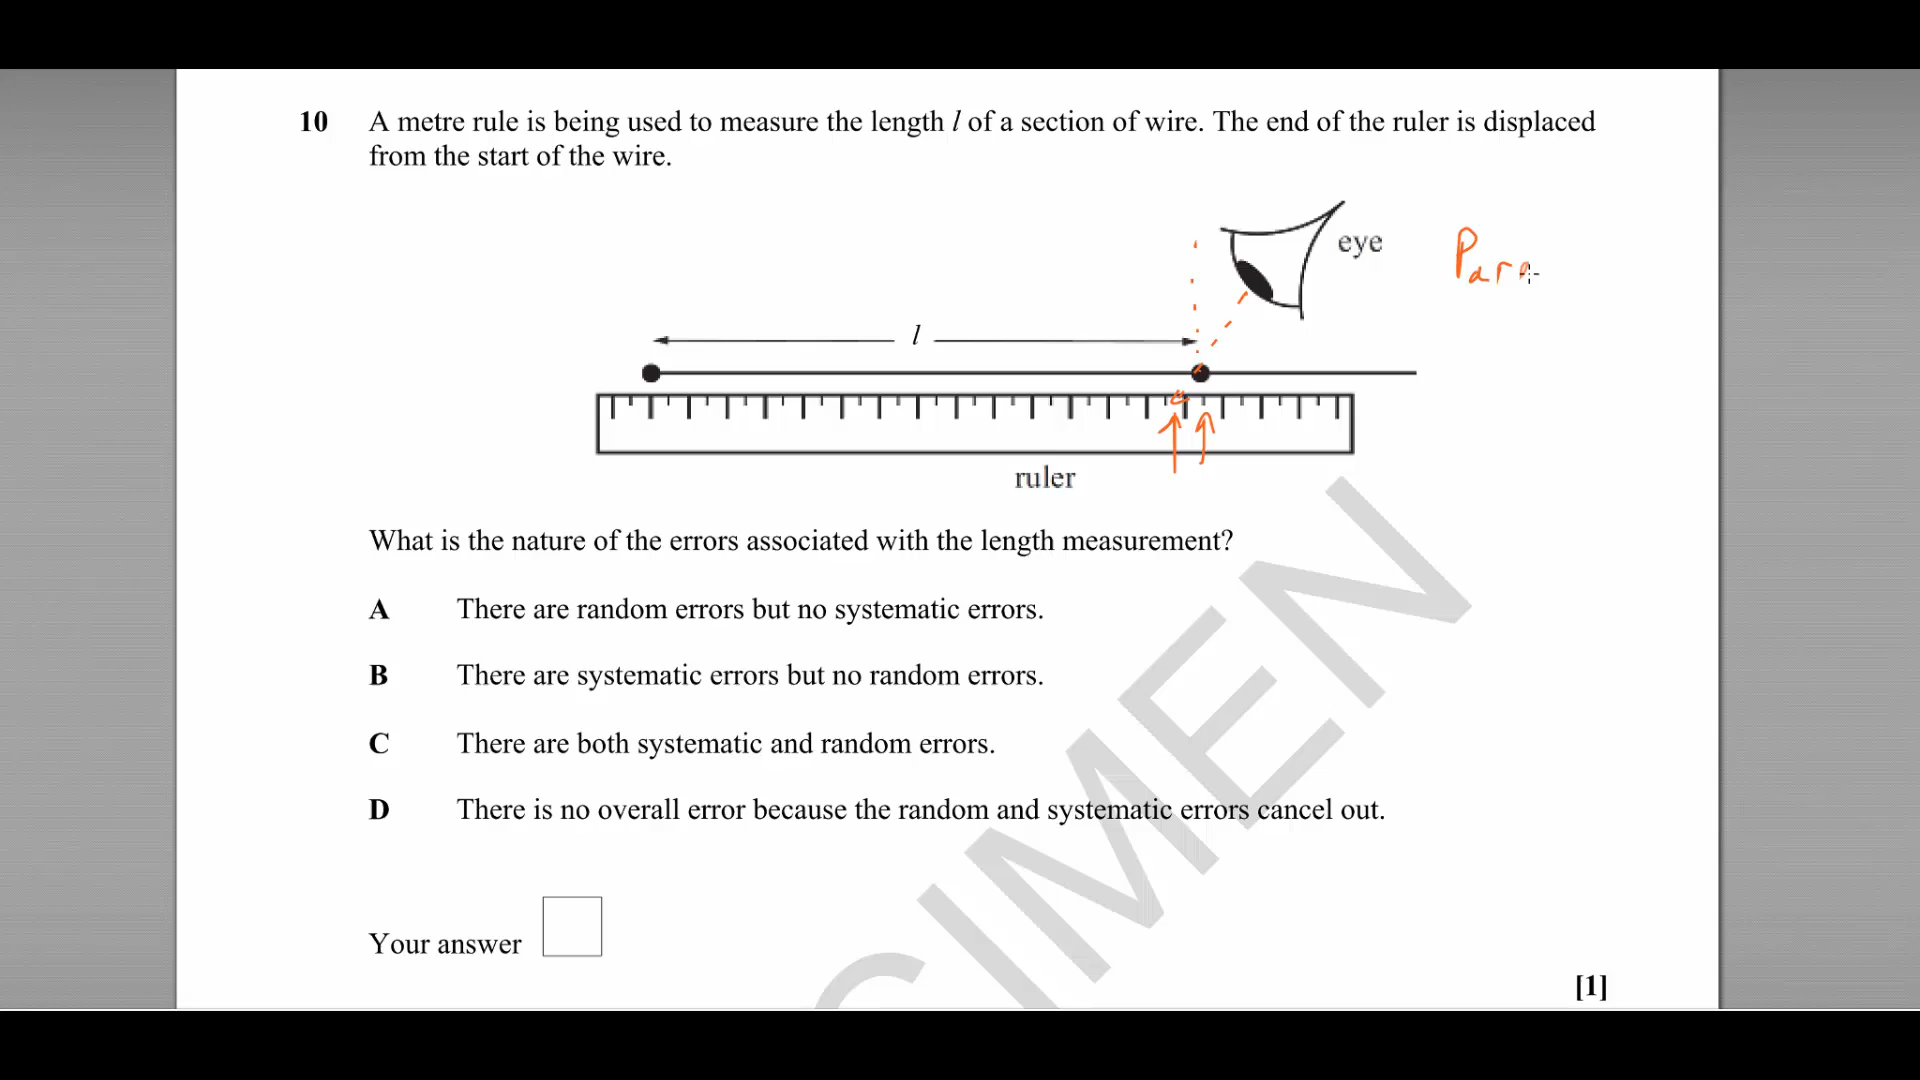 10 A metre rule is being used to measure the length l of a section of wire. The end of the ruler is displaced
from the start of the wire.
eye
Para
l
ruler
What is the nature of the errors associated with the length measurement?
A There are random errors but no systematic errors.
B There are systematic errors but no random errors.
C There are both systematic and random errors.
D There is no overall error because the random and systematic errors cancel out.
Your answer
[1]
CIMEN